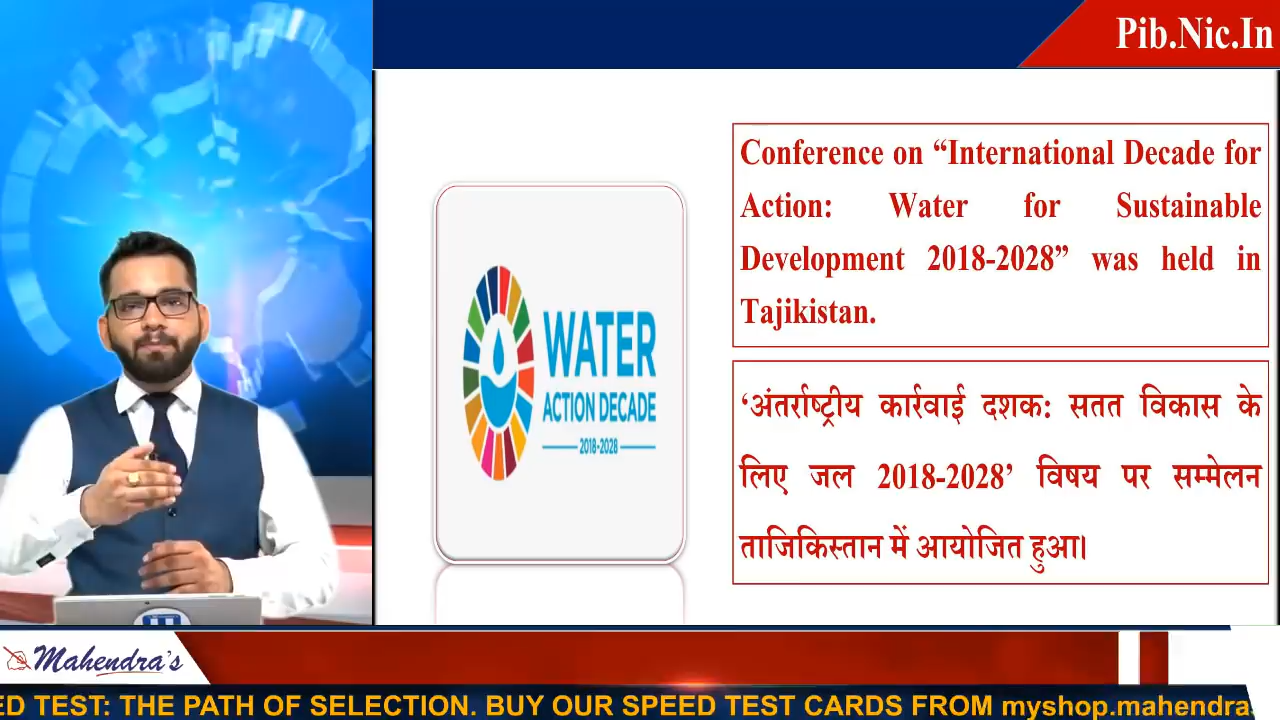 Pib.Nic.In
Conference on “International Decade for
Action: Water for Sustainable
Development 2018-2028” was held in
Tajikistan.
WATER
ACTION DECADE
2018-2028
‘अंतर्राष्ट्रीय कार्रवाई दशक: सतत विकास के
लिए जल 2018-2028’ विषय पर सम्मेलन
ताजिकिस्तान में आयोजित हुआ।
Mahendra's
ED TEST: THE PATH OF SELECTION. BUY OUR SPEED TEST CARDS FROM myshop.mahendras